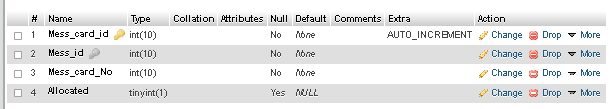 # Name Type Collation Attributes Null Default Comments Extra Action
1 Mess_card_id int(10) No None AUTO_INCREMENT Change Drop More
2 Mess_id int(10) No None Change Drop More
3 Mess_card_No int(10) No None Change Drop More
4 Allocated tinyint(1) Yes NULL Change Drop More